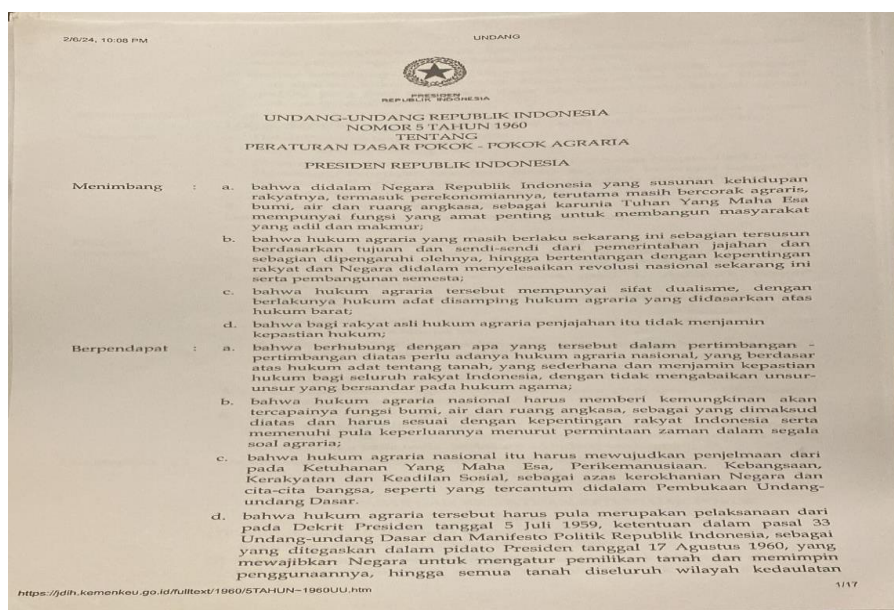 2/6/24, 10:08 PM UNDANG
PRESIDEN
REPUBLIK INDONESIA
UNDANG-UNDANG REPUBLIK INDONESIA
NOMOR 5 TAHUN 1960
TENTANG
PERATURAN DASAR POKOK - POKOK AGRARIA
PRESIDEN REPUBLIK INDONESIA
Menimbang : a. bahwa didalam Negara Republik Indonesia yang susunan kehidupan
rakyatnya, termasuk perekonomiannya, terutama masih bercorak agraris,
bumi, air dan ruang angkasa, sebagai karunia Tuhan Yang Maha Esa
mempunyai fungsi yang amat penting untuk membangun masyarakat
yang adil dan makmur;
b. bahwa hukum agraria yang masih berlaku sekarang ini sebagian tersusun
berdasarkan tujuan dan sendi-sendi dari pemerintahan jajahan dan
sebagian dipengaruhi olehnya, hingga bertentangan dengan kepentingan
rakyat dan Negara didalam menyelesaikan revolusi nasional sekarang ini
serta pembangunan semesta;
c. bahwa hukum agraria tersebut mempunyai sifat dualisme, dengan
berlakunya hukum adat disamping hukum agraria yang didasarkan atas
hukum barat;
d. bahwa bagi rakyat asli hukum agraria penjajahan itu tidak menjamin
kepastian hukum;
Berpendapat : a. bahwa berhubung dengan apa yang tersebut dalam pertimbangan -
pertimbangan diatas perlu adanya hukum agraria nasional, yang berdasar
atas hukum adat tentang tanah, yang sederhana dan menjamin kepastian
hukum bagi seluruh rakyat Indonesia, dengan tidak mengabaikan unsur-
unsur yang bersandar pada hukum agama;
b. bahwa hukum agraria nasional harus memberi kemungkinan akan
tercapainya fungsi bumi, air dan ruang angkasa, sebagai yang dimaksud
diatas dan harus sesuai dengan kepentingan rakyat Indonesia serta
memenuhi pula keperluannya menurut permintaan zaman dalam segala
soal agraria;
c. bahwa hukum agraria nasional itu harus mewujudkan penjelmaan dari
pada Ketuhanan Yang Maha Esa, Perikemanusiaan. Kebangsaan,
Kerakyatan dan Keadilan Sosial, sebagai azas kerokhanian Negara dan
cita-cita bangsa, seperti yang tercantum didalam Pembukaan Undang-
undang Dasar.
d. bahwa hukum agraria tersebut harus pula merupakan pelaksanaan dari
pada Dekrit Presiden tanggal 5 Juli 1959, ketentuan dalam pasal 33
Undang-undang Dasar dan Manifesto Politik Republik Indonesia, sebagai
yang ditegaskan dalam pidato Presiden tanggal 17 Agustus 1960, yang
mewajibkan Negara untuk mengatur pemilikan tanah dan memimpin
penggunaannya, hingga semua tanah diseluruh wilayah kedaulatan
https://jdih.kemenkeu.go.id/fulltext/1960/5TAHUN~1960UU.htm 1/17